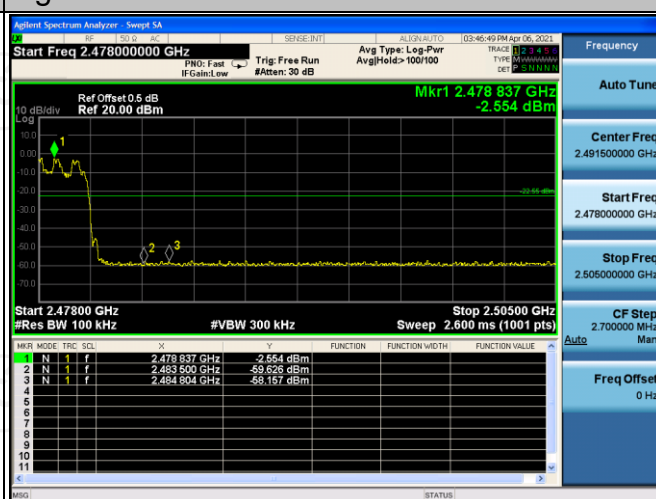 Agilent Spectrum Analyzer - Swept SA
RF 50 Ω AC SENSE:INT ALIGNAUTO 03:46:49 PM Apr 06, 2021
Start Freq 2.478000000 GHz
PNO: Fast
IFGain:Low
Trig: Free Run
#Atten: 30 dB
Avg Type: Log-Pwr
Avg|Hold:> 100/100
TRACE 1 2 3 4 5 6
TYPE
DET P S N N N N
Mkr1 2.478 837 GHz
-2.554 dBm
Ref Offset 0.5 dB
10 dB/div Ref 20.00 dBm
Log
10.0
0.00
-10.0
-20.0
-30.0
-40.0
-50.0
-60.0
-70.0
1
2
3
-22.55 dBm
Start 2.47800 GHz Stop 2.50500 GHz
#Res BW 100 kHz #VBW 300 kHz Sweep 2.600 ms (1001 pts)
MKR MODE TRC SCL X Y FUNCTION FUNCTION WIDTH FUNCTION VALUE
1 N 1 f 2.478 837 GHz -2.554 dBm
2 N 1 f 2.483 500 GHz -59.626 dBm
3 N 1 f 2.484 804 GHz -58.157 dBm
4
5
6
7
8
9
10
11
MSG STATUS
Frequency
Auto Tune
Center Freq
2.491500000 GHz
Start Freq
2.478000000 GHz
Stop Freq
2.505000000 GHz
CF Step
2.700000 MHz
Auto Man
Freq Offset
0 Hz